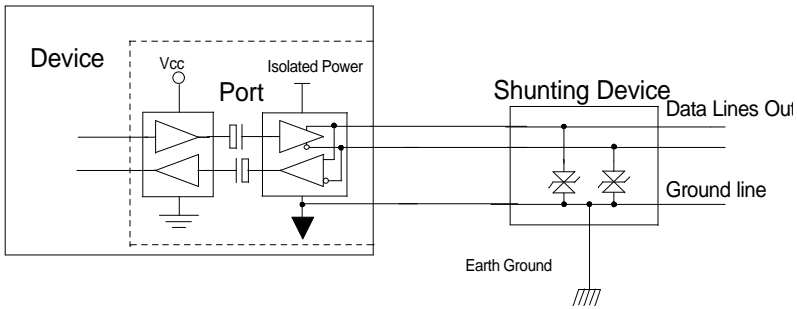 Device
Vcc
Port
Isolated Power
Shunting Device
Data Lines Out
Ground line
Earth Ground